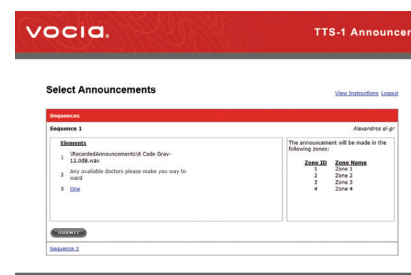 vocia.
TTS-1 Announcer
Select Announcements
View Instructions Logout
Sequences
Sequence 1
Alexandros el-gr
Elements
1 \RecordedAnnouncements\6 Code Gray-
12.0dB.wav
2 Any available doctors please make you way to
ward
3 One
The announcement will be made in the
following zones:
Zone ID Zone Name
1 Zone 1
2 Zone 2
3 Zone 3
4 Zone 4
SUBMIT
Sequence 2